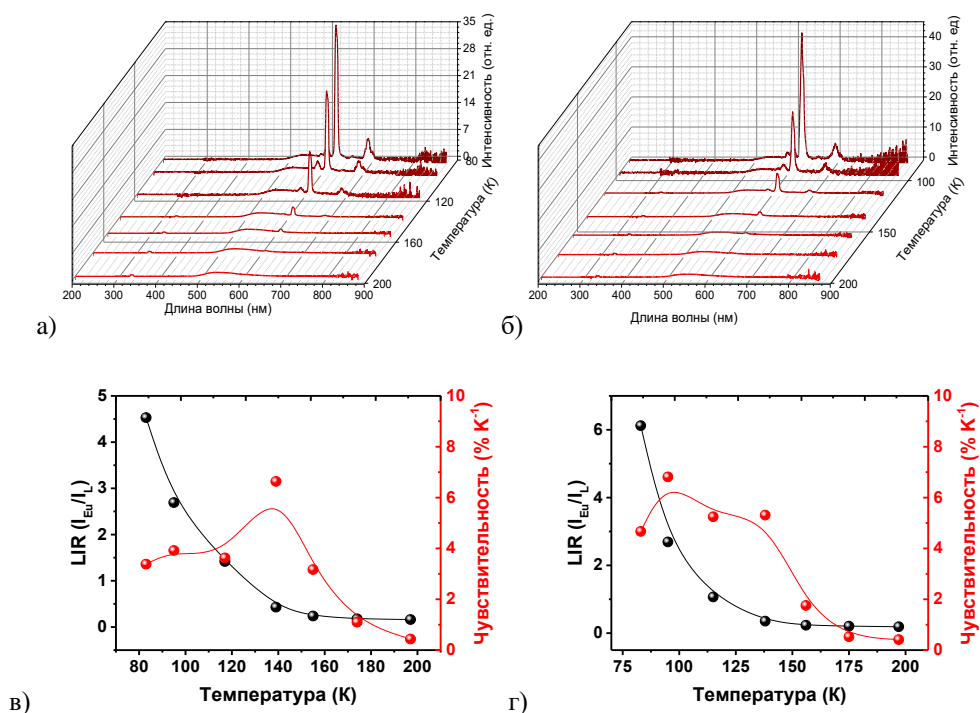 35
28
21
14
7
0
Интенсивность (отн. ед.)
80
120
160
200
Температура (К)
200 300 400 500 600 700 800 900
Длина волны (нм)
а)
40
30
20
10
0
Интенсивность (отн. ед)
100
150
200
Температура (К)
200 300 400 500 600 700 800 900
Длина волны (нм)
б)
5
4
3
2
1
0
LIR (I_Eu/I_L)
10
8
6
4
2
0
Чувствительность (% K⁻¹)
80 100 120 140 160 180 200
Температура (К)
в)
6
4
2
0
LIR (I_Eu/I_L)
10
8
6
4
2
0
Чувствительность (% K⁻¹)
75 100 125 150 175 200
Температура (К)
г)